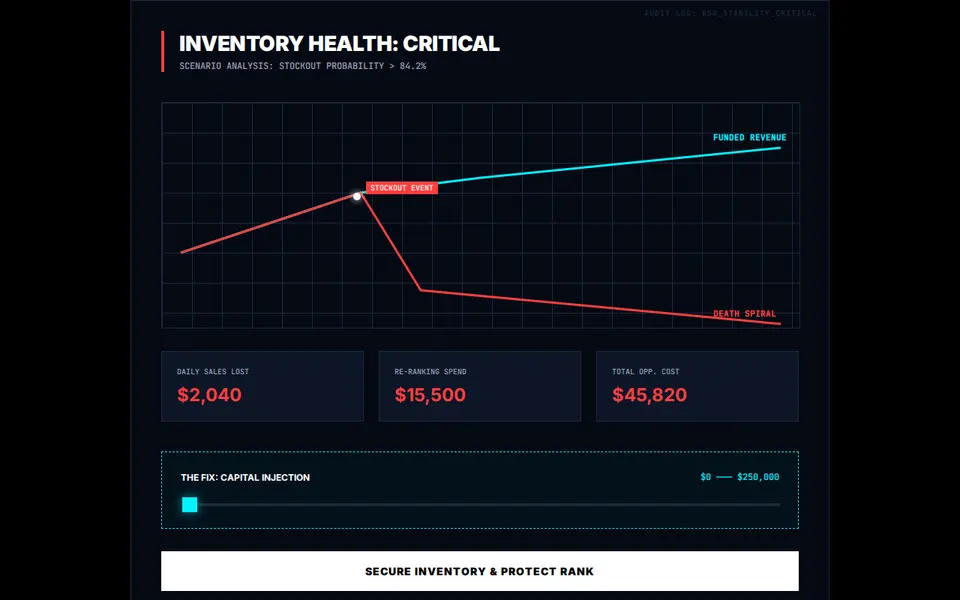 AUDIT LOG: BSU_STABILITY_CRITICAL
INVENTORY HEALTH: CRITICAL
SCENARIO ANALYSIS: STOCKOUT PROBABILITY > 84.2%
FUNDED REVENUE
STOCKOUT EVENT
DEATH SPIRAL
DAILY SALES LOST
$2,040
RE-RANKING SPEND
$15,500
TOTAL OPP. COST
$45,820
THE FIX: CAPITAL INJECTION
$0 —— $250,000
SECURE INVENTORY & PROTECT RANK